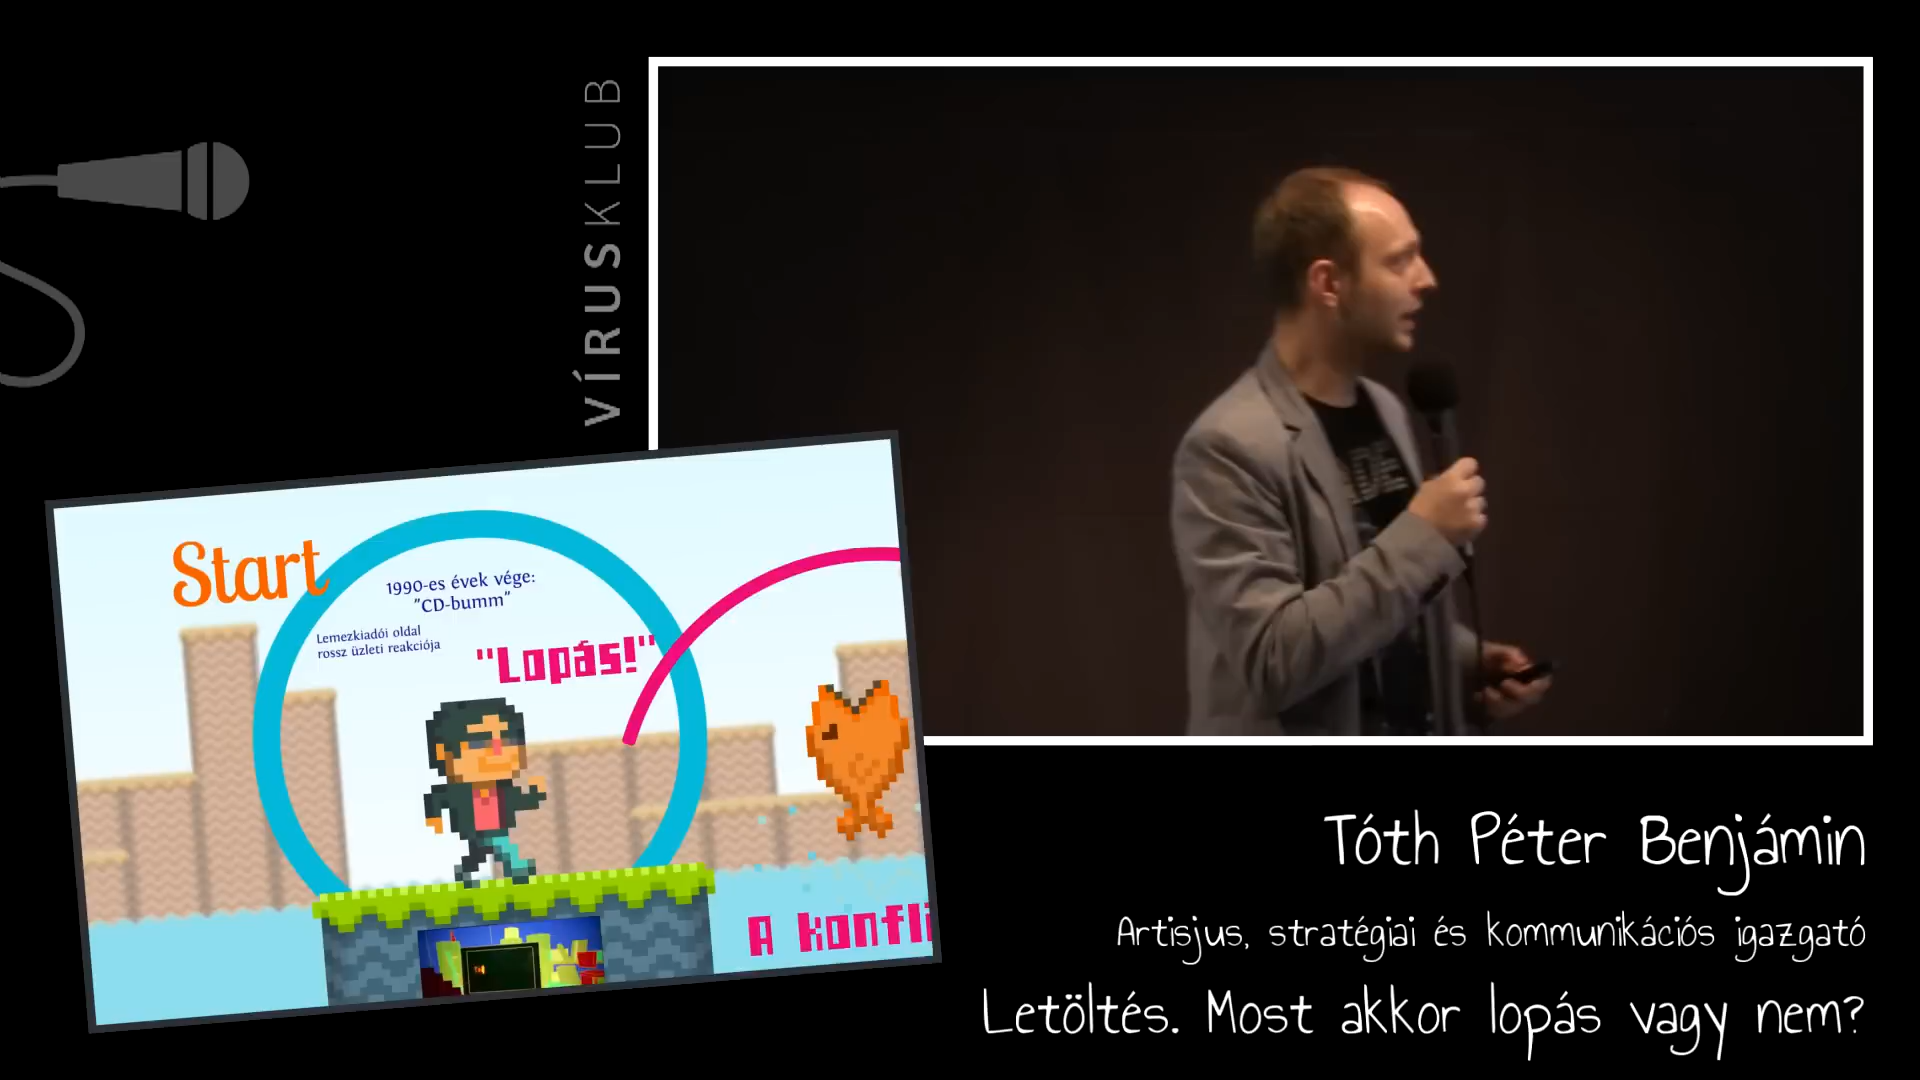 VÍRUSKLUB
Start
1990-es évek vége:
"CD-bumm"
Lemezkiadói oldal
rossz üzleti reakciója
"Lopás!"
A konfli
Tóth Péter Benjámin
Artisjus, stratégiai és kommunikációs igazgató
Letöltés. Most akkor lopás vagy nem?